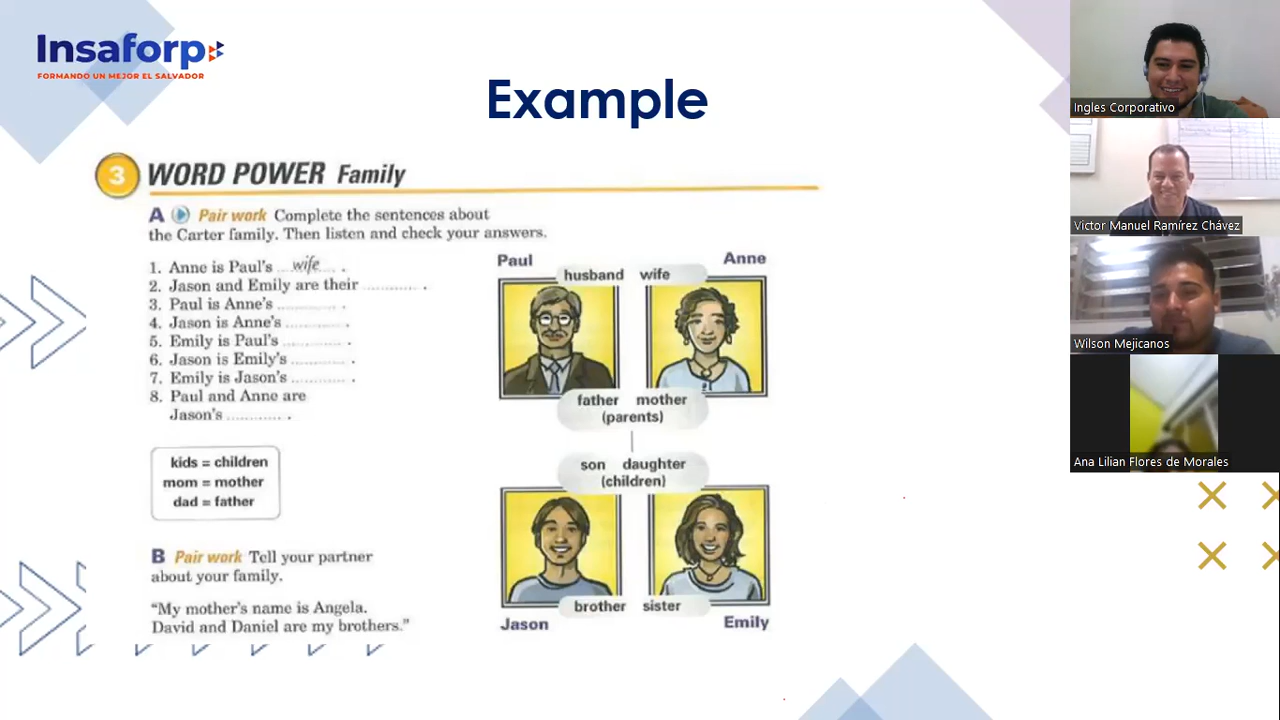 Insaforp
FORMANDO UN MEJOR EL SALVADOR
Example
3 WORD POWER Family
A Pair work Complete the sentences about
the Carter family. Then listen and check your answers.
1. Anne is Paul's ...wife... .
2. Jason and Emily are their ............ .
3. Paul is Anne's ............ .
4. Jason is Anne's ............ .
5. Emily is Paul's ............ .
6. Jason is Emily's ............ .
7. Emily is Jason's ............ .
8. Paul and Anne are
Jason's ............ .
kids = children
mom = mother
dad = father
B Pair work Tell your partner
about your family.
"My mother's name is Angela.
David and Daniel are my brothers."
Paul
Anne
husband wife
father mother
(parents)
son daughter
(children)
brother sister
Jason
Emily
Ingles Corporativo
Victor Manuel Ramírez Chávez
Wilson Mejicanos
Ana Lilian Flores de Morales